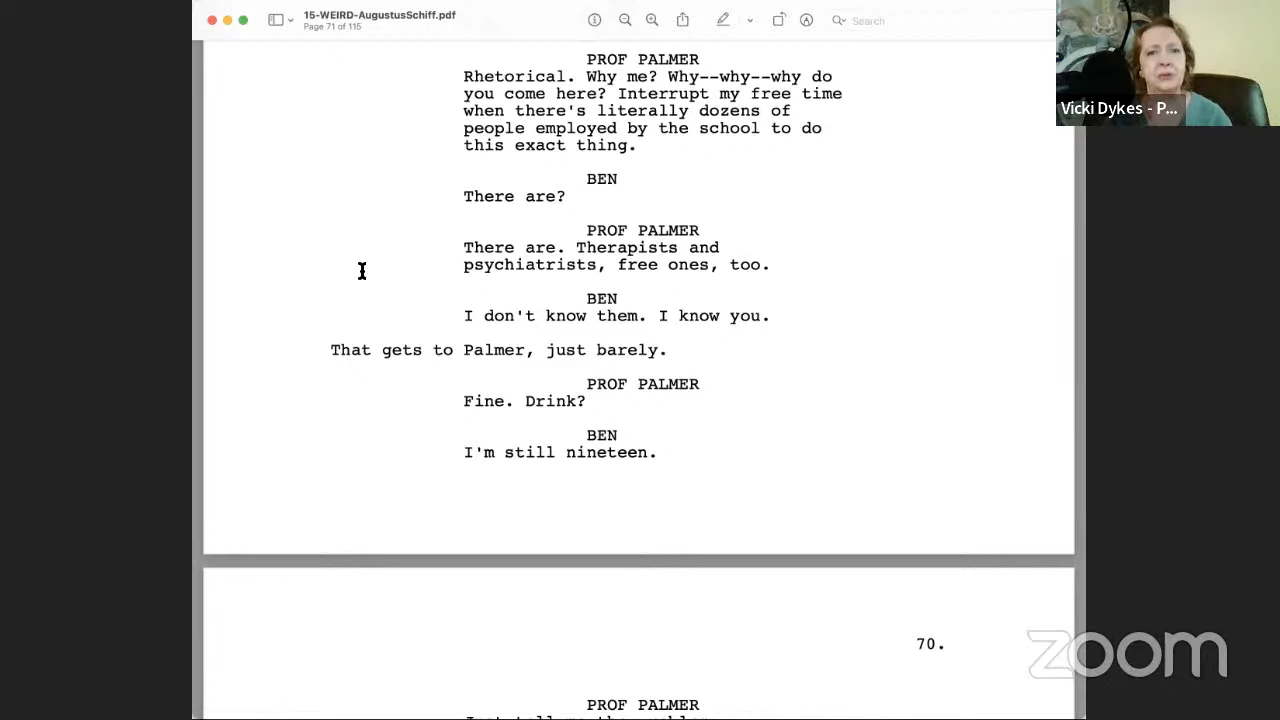 15-WEIRD-AugustusSchiff.pdf
Page 71 of 115
Search
Vicki Dykes - P...
PROF PALMER
Rhetorical. Why me? Why--why--why do
you come here? Interrupt my free time
when there's literally dozens of
people employed by the school to do
this exact thing.
BEN
There are?
PROF PALMER
There are. Therapists and
psychiatrists, free ones, too.
BEN
I don't know them. I know you.
That gets to Palmer, just barely.
PROF PALMER
Fine. Drink?
BEN
I'm still nineteen.
70.
zoom
PROF PALMER